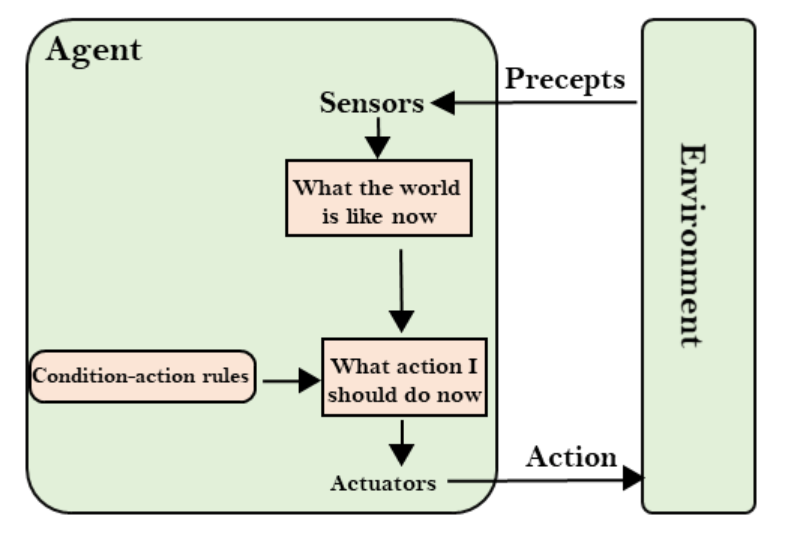 Agent
Precepts
Sensors
What the world
is like now
Environment
Condition-action rules
What action I
should do now
Action
Actuators